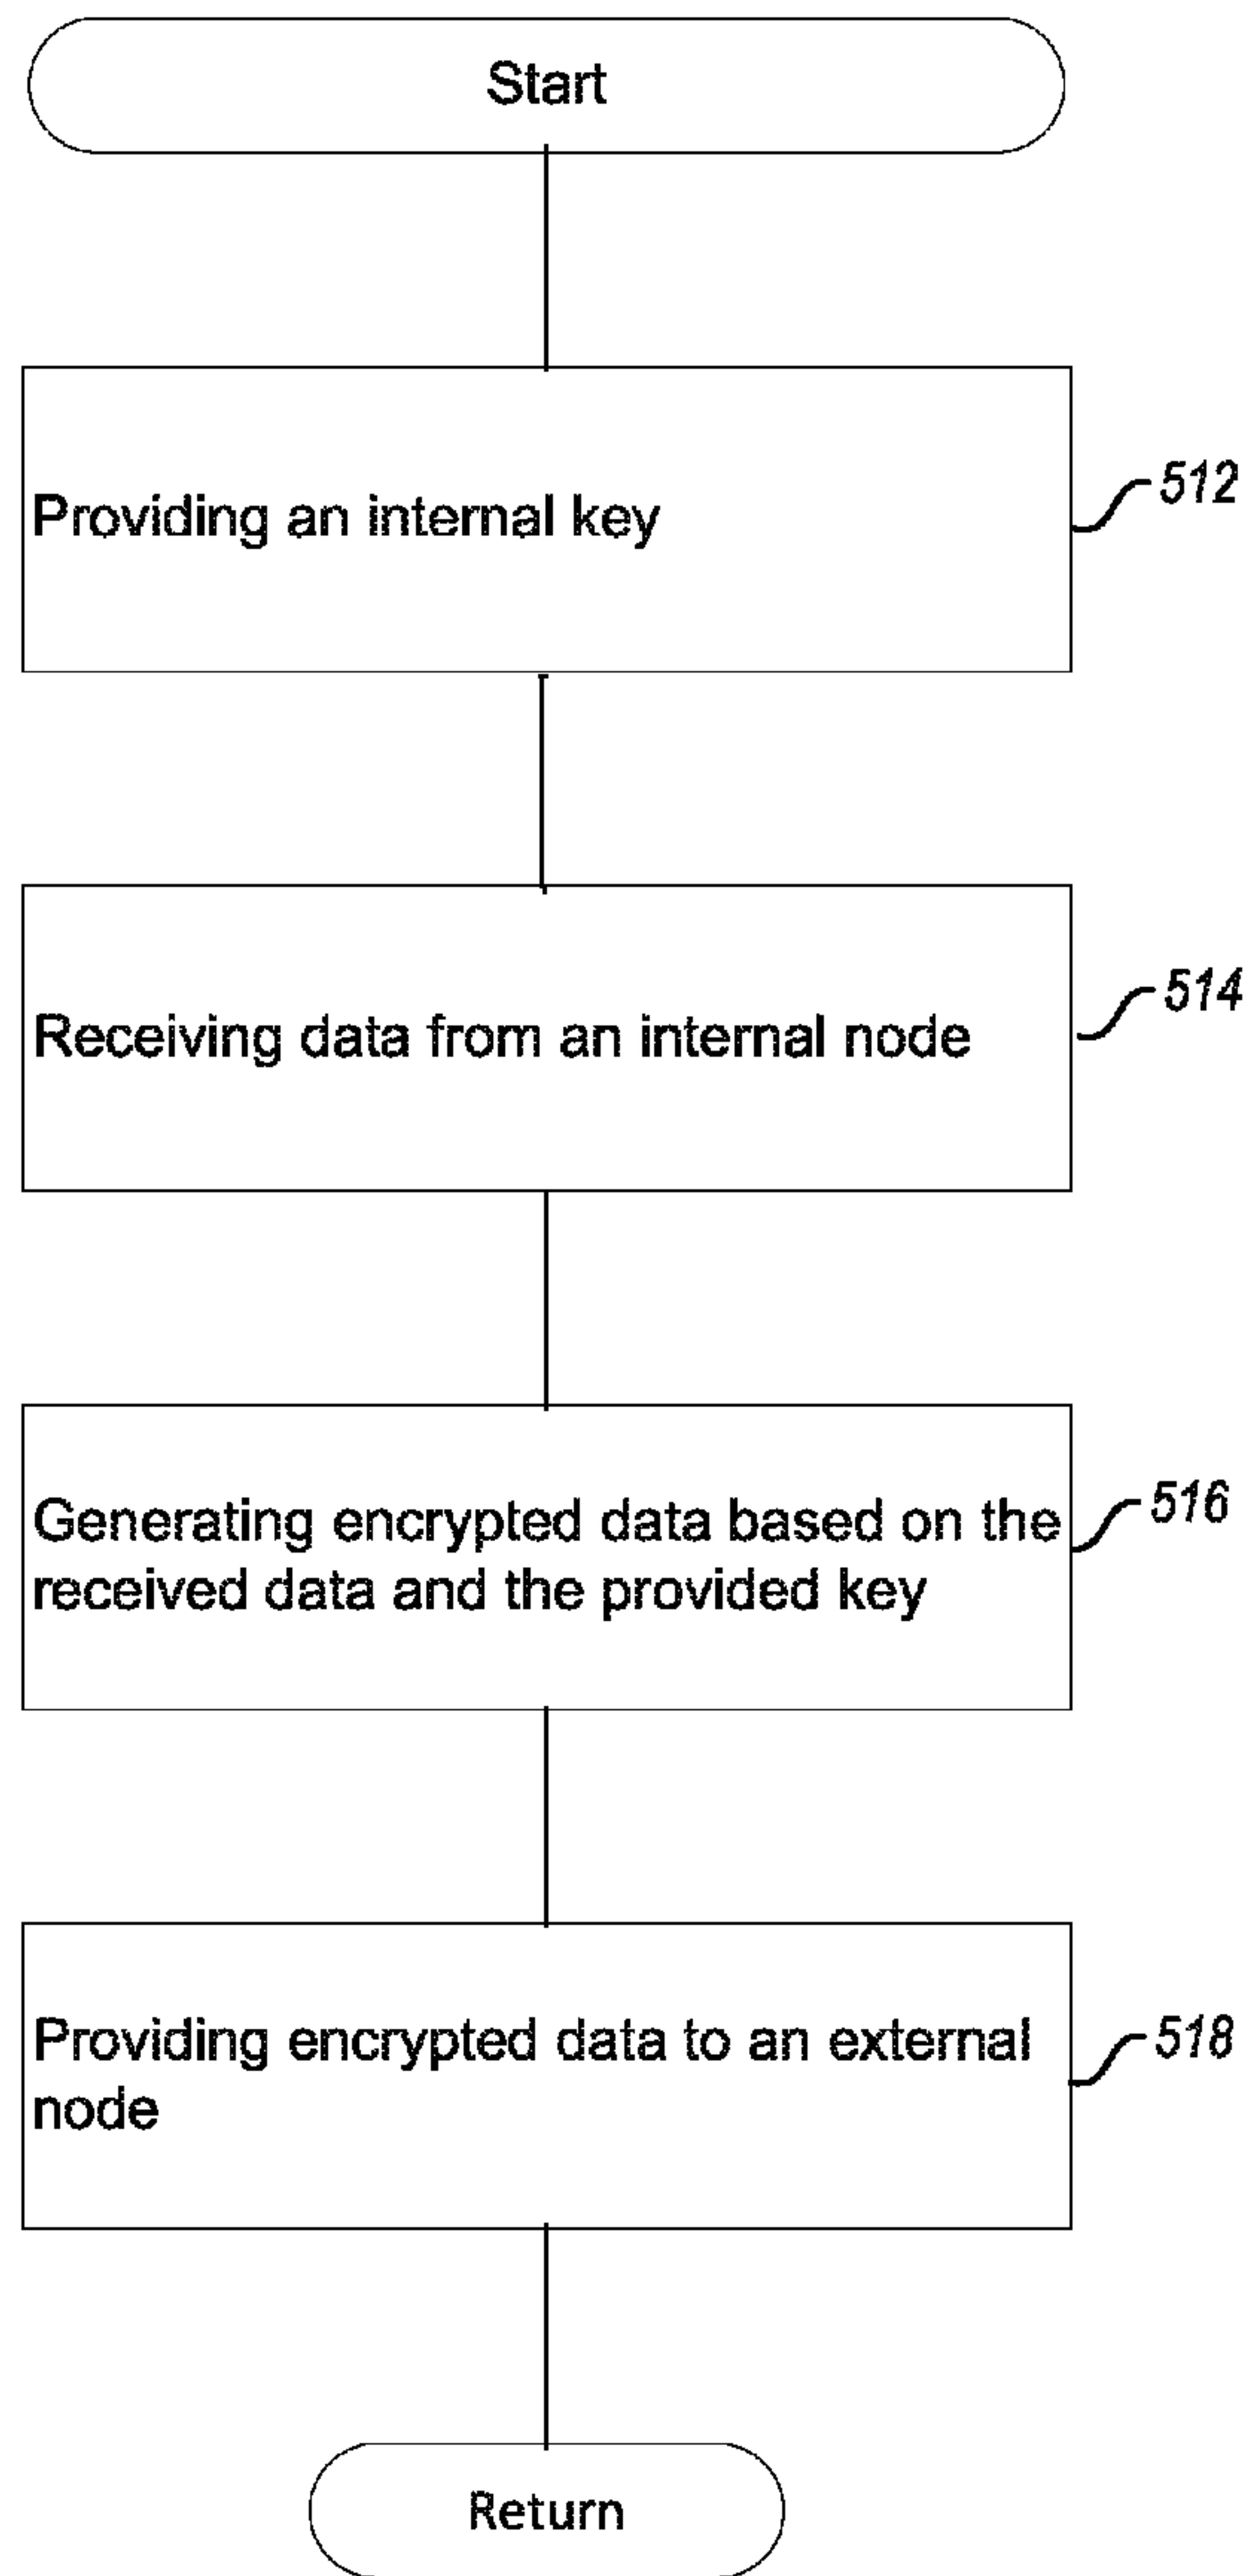 Start
Providing an internal key
512
Receiving data from an internal node
514
Generating encrypted data based on the
received data and the provided key
516
Providing encrypted data to an external
node
518
Return